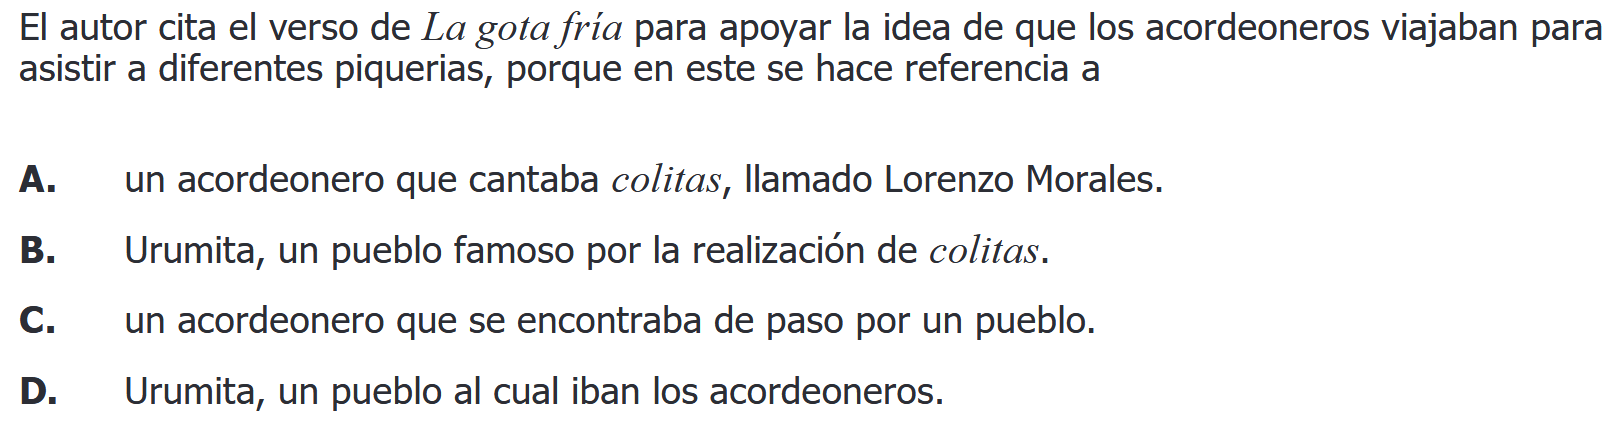 El autor cita el verso de La gota fría para apoyar la idea de que los acordeoneros viajaban para
asistir a diferentes piquerias, porque en este se hace referencia a
A. un acordeonero que cantaba colitas, llamado Lorenzo Morales.
B. Urumita, un pueblo famoso por la realización de colitas.
C. un acordeonero que se encontraba de paso por un pueblo.
D. Urumita, un pueblo al cual iban los acordeoneros.